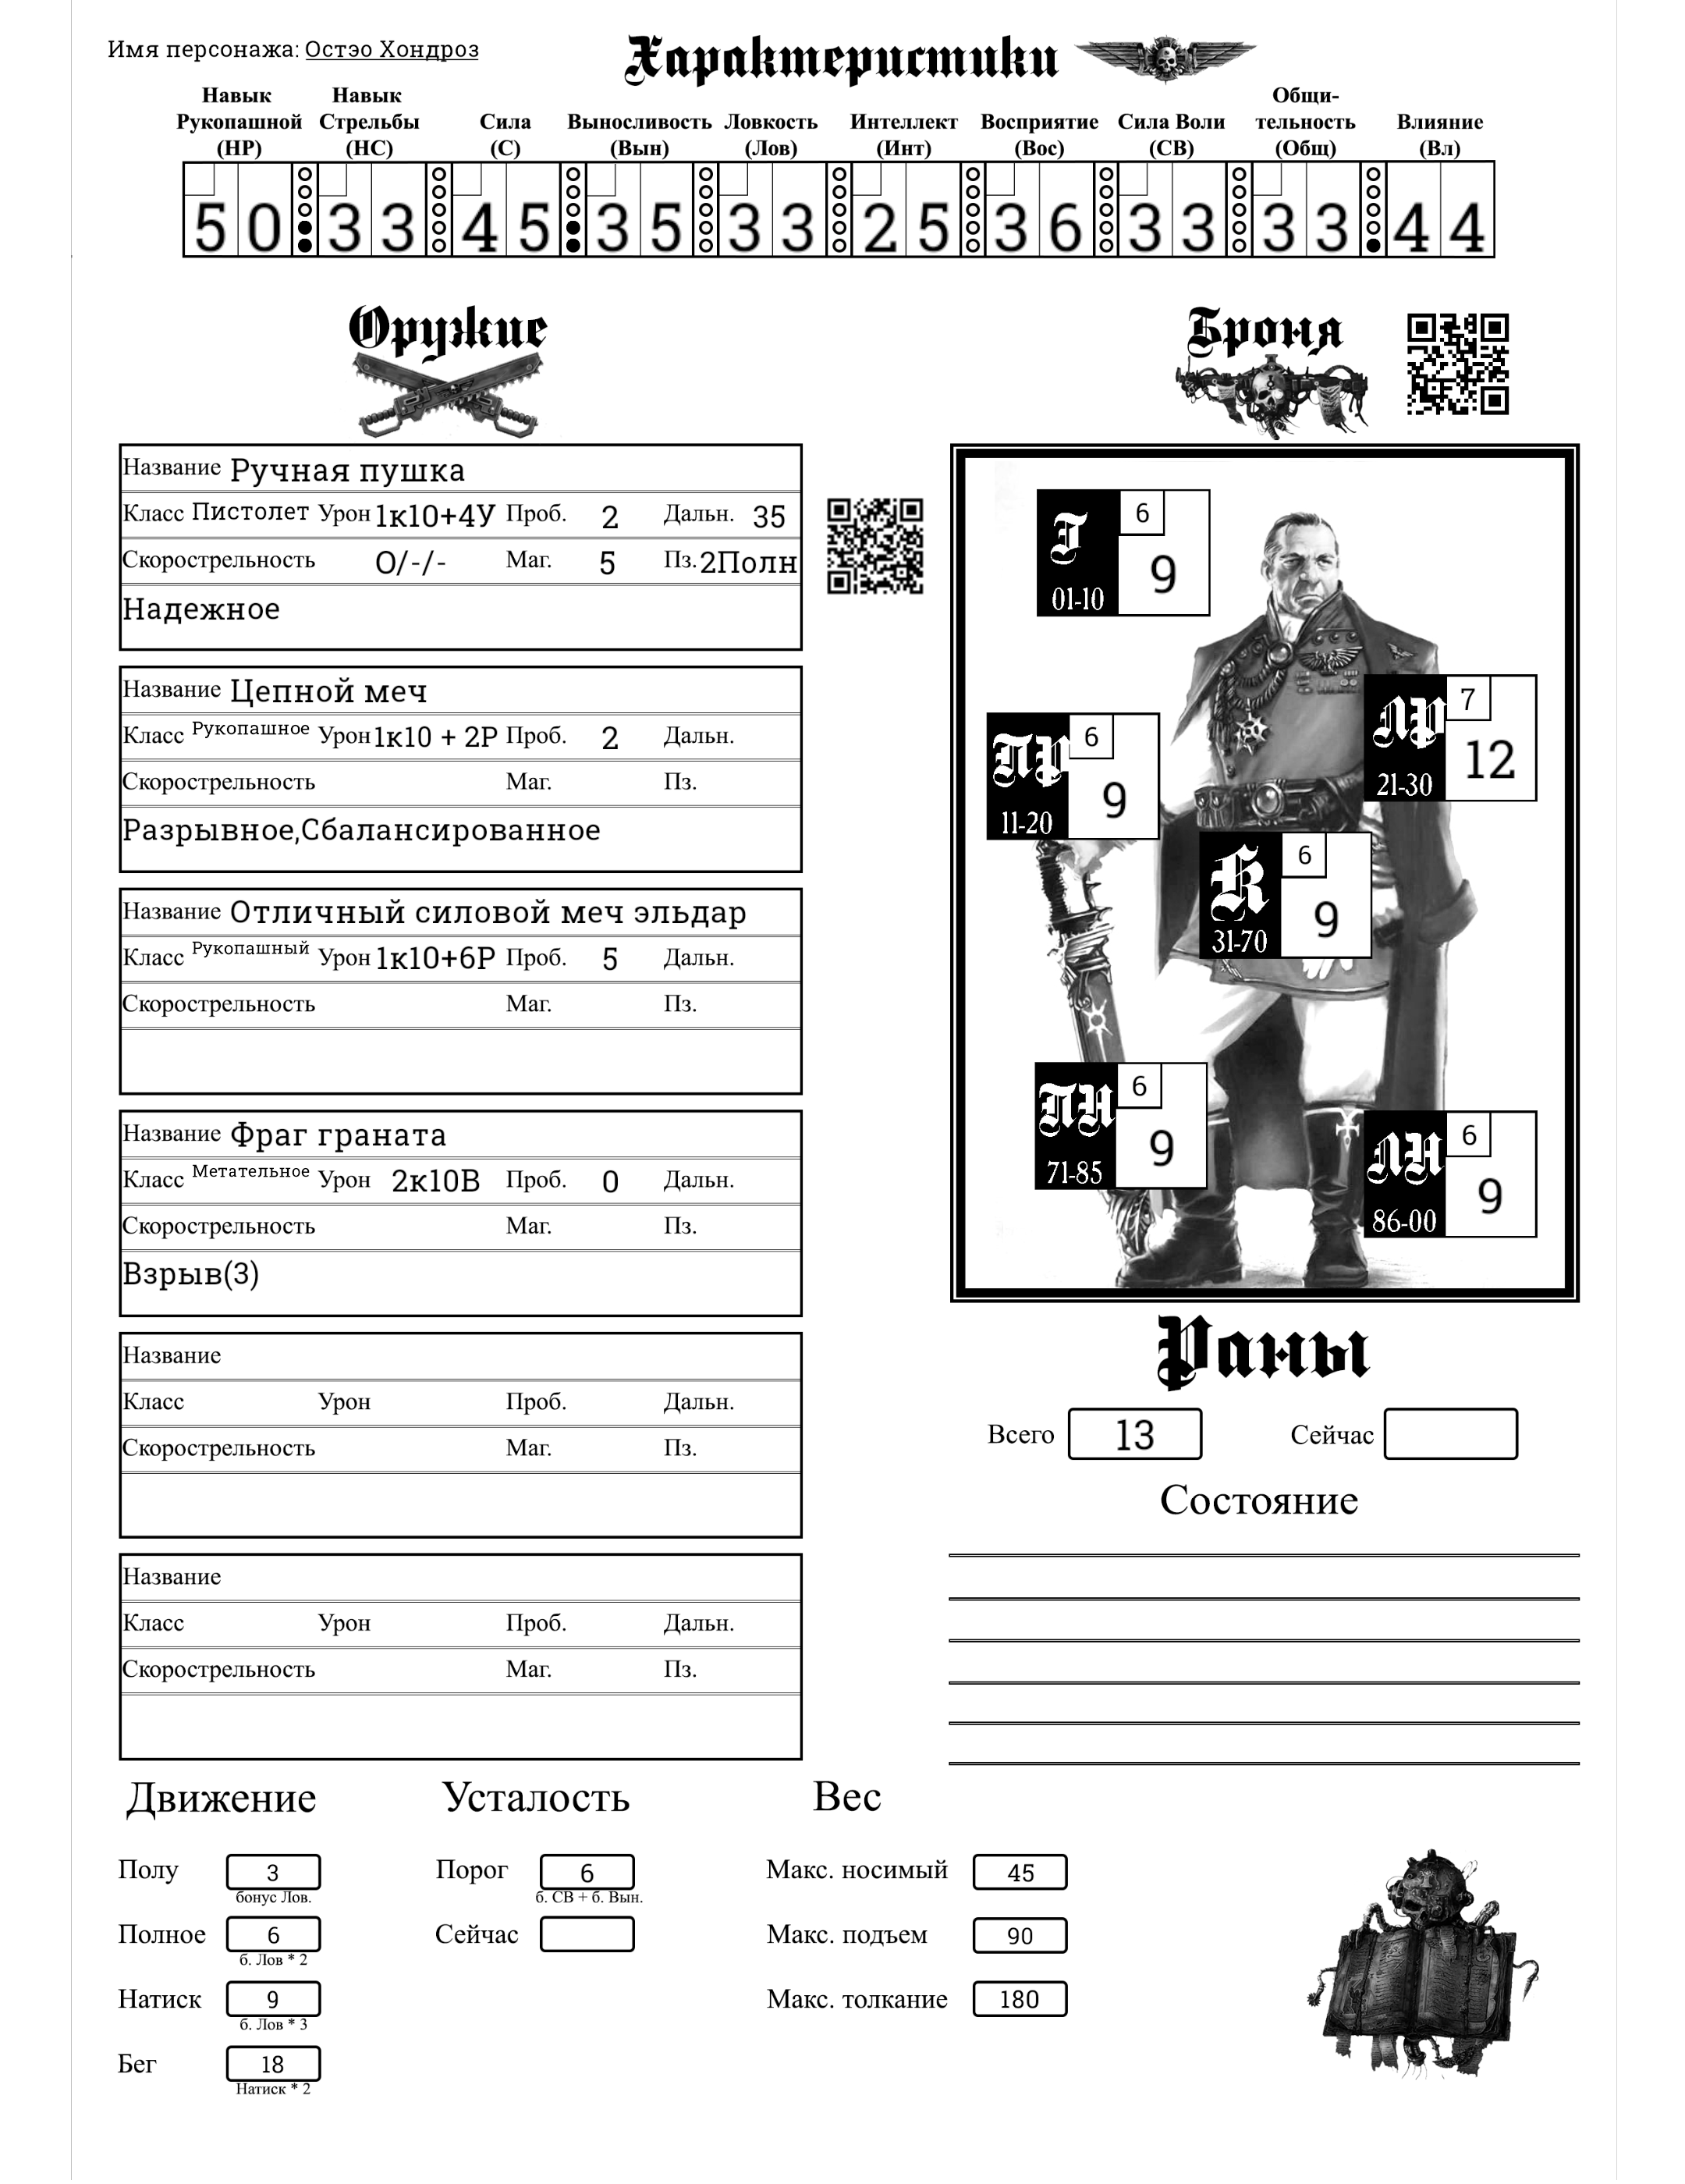 Имя персонажа: Остэо Хондроз
Характеристики
Навык Рукопашной (НР)
Навык Стрельбы (НС)
Сила (С)
Выносливость (Вын)
Ловкость (Лов)
Интеллект (Инт)
Восприятие (Вос)
Сила Воли (СВ)
Общи-тельность (Общ)
Влияние (Вл)
50 33 45 35 33 25 36 33 33 44
Оружие
Название Ручная пушка
Класс Пистолет Урон 1к10+4У Проб. 2 Дальн. 35
Скорострельность О/-/- Маг. 5 Пз. 2Полн
Надежное
Название Цепной меч
Класс Рукопашное Урон 1к10 + 2Р Проб. 2 Дальн.
Скорострельность Маг. Пз.
Разрывное,Сбалансированное
Название Отличный силовой меч эльдар
Класс Рукопашный Урон 1к10+6Р Проб. 5 Дальн.
Скорострельность Маг. Пз.
Название Фраг граната
Класс Метательное Урон 2к10В Проб. 0 Дальн.
Скорострельность Маг. Пз.
Взрыв(3)
Название
Класс Урон Проб. Дальн.
Скорострельность Маг. Пз.
Название
Класс Урон Проб. Дальн.
Скорострельность Маг. Пз.
Броня
Г 6
01-10 9
ЛР 7
21-30 12
ПР 6
11-20 9
К 6
31-70 9
ПН 6
71-85 9
ЛН 6
86-00 9
Раны
Всего 13 Сейчас
Состояние
Движение
Полу 3
бонус Лов.
Полное 6
б. Лов * 2
Натиск 9
б. Лов * 3
Бег 18
Натиск * 2
Усталость
Порог 6
б. СВ + б. Вын.
Сейчас
Вес
Макс. носимый 45
Макс. подъем 90
Макс. толкание 180